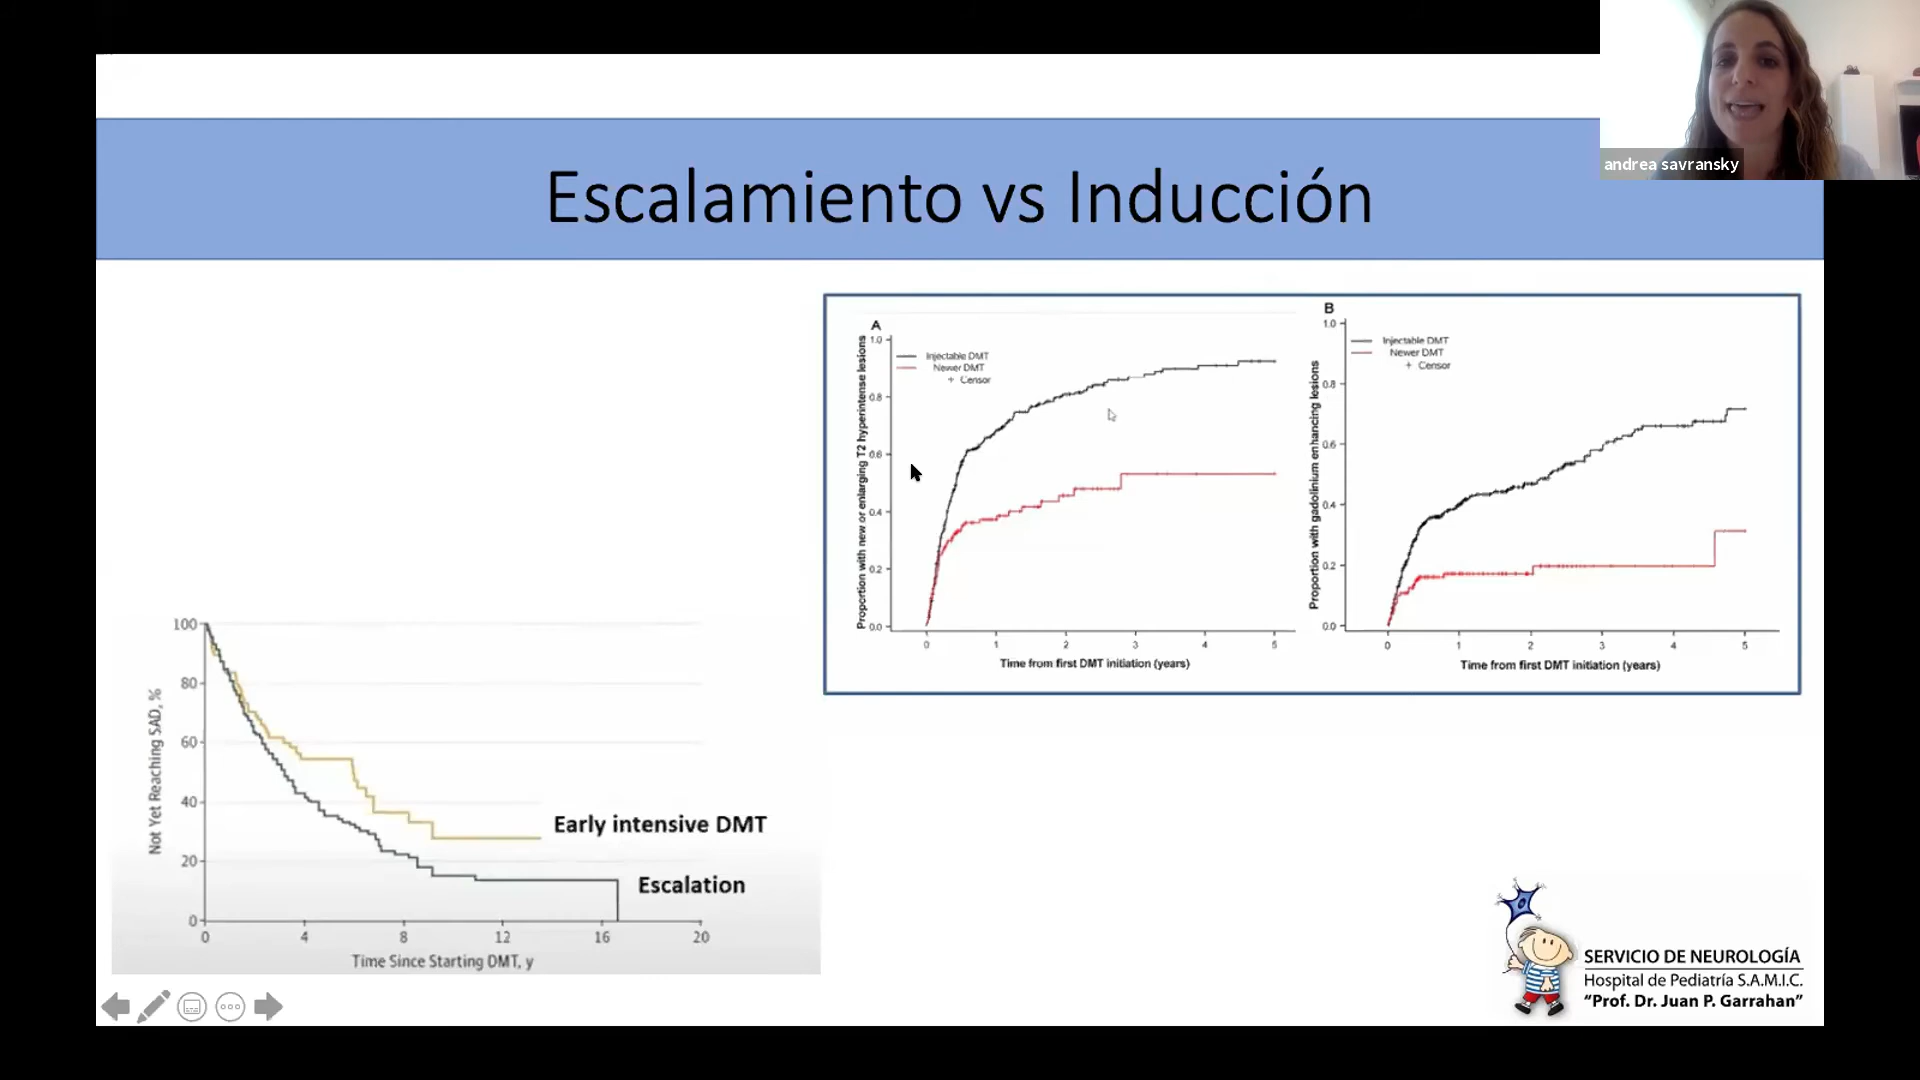 andrea savransky
Escalamiento vs Inducción
A
Proportion with new or enlarging T2 hyperintense lesions
1.0
0.8
0.6
0.4
0.2
0.0
Injectable DMT
Newer DMT
+ Censor
0 1 2 3 4 5
Time from first DMT initiation (years)
B
Proportion with gadolinium enhancing lesions
1.0
0.8
0.6
0.4
0.2
0.0
Injectable DMT
Newer DMT
+ Censor
0 1 2 3 4 5
Time from first DMT initiation (years)
Not Yet Reaching SAD, %
100
80
60
40
20
0
Early intensive DMT
Escalation
0 4 8 12 16 20
Time Since Starting DMT, y
SERVICIO DE NEUROLOGÍA
Hospital de Pediatría S.A.M.I.C.
“Prof. Dr. Juan P. Garrahan”